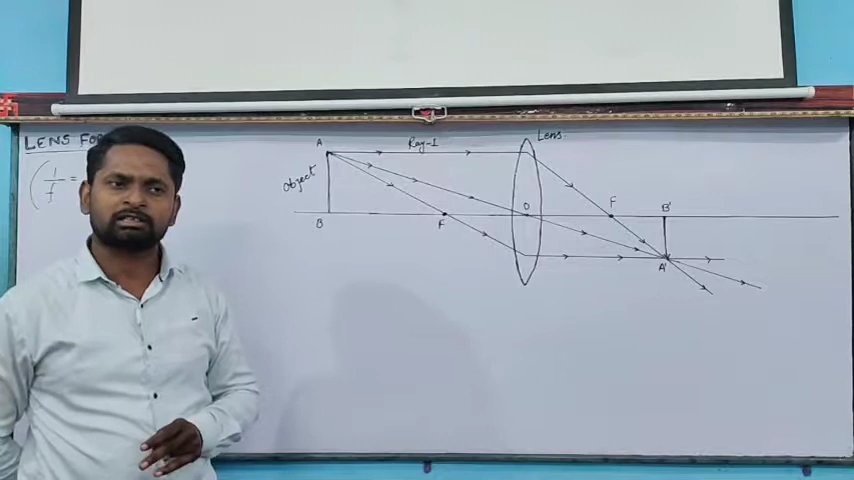 LENS FO
1
f =
A
Ray-1
Lens
Object
B
F
O
F
B'
A'